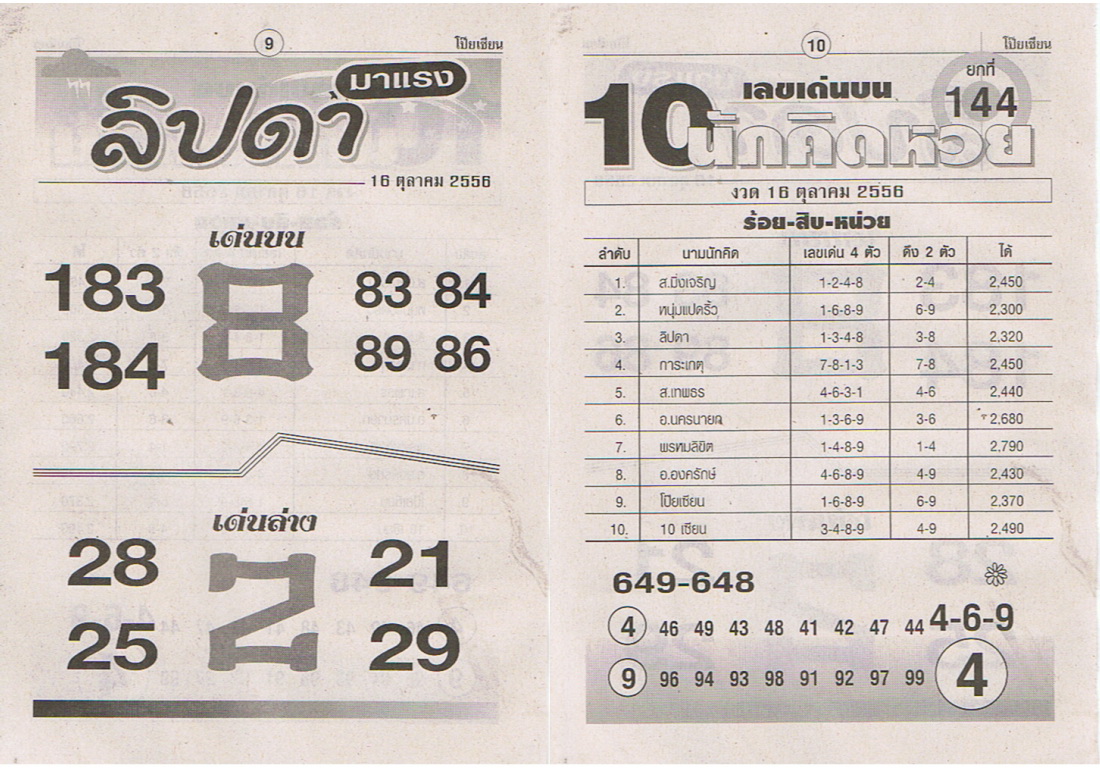 9
โป๊ยเซียน
มาแรง
ลิปดา
16 ตุลาคม 2556
เด่นบน
183 8 83 84
184 89 86
เด่นล่าง
28 2 21
25 29
10
โป๊ยเซียน
ยกที่
144
เลขเด่นบน
10 นักคิดหวย
งวด 16 ตุลาคม 2556
ร้อย-สิบ-หน่วย
ลำดับ นามนักคิด เลขเด่น 4 ตัว ดึง 2 ตัว ได้
1. ส.มิ่งเจริญ 1-2-4-8 2-4 2,450
2. หนุ่มแปดริ้ว 1-6-8-9 6-9 2,300
3. ลิปดา 1-3-4-8 3-8 2,320
4. การะเกตุ 7-8-1-3 7-8 2,450
5. ส.เทพธร 4-6-3-1 4-6 2,440
6. อ.นครนายก 1-3-6-9 3-6 2,680
7. พรหมลิขิต 1-4-8-9 1-4 2,790
8. อ.องครักษ์ 4-6-8-9 4-9 2,430
9. โป๊ยเซียน 1-6-8-9 6-9 2,370
10. 10 เซียน 3-4-8-9 4-9 2,490
649-648
4 46 49 43 48 41 42 47 44 4-6-9
9 96 94 93 98 91 92 97 99 4